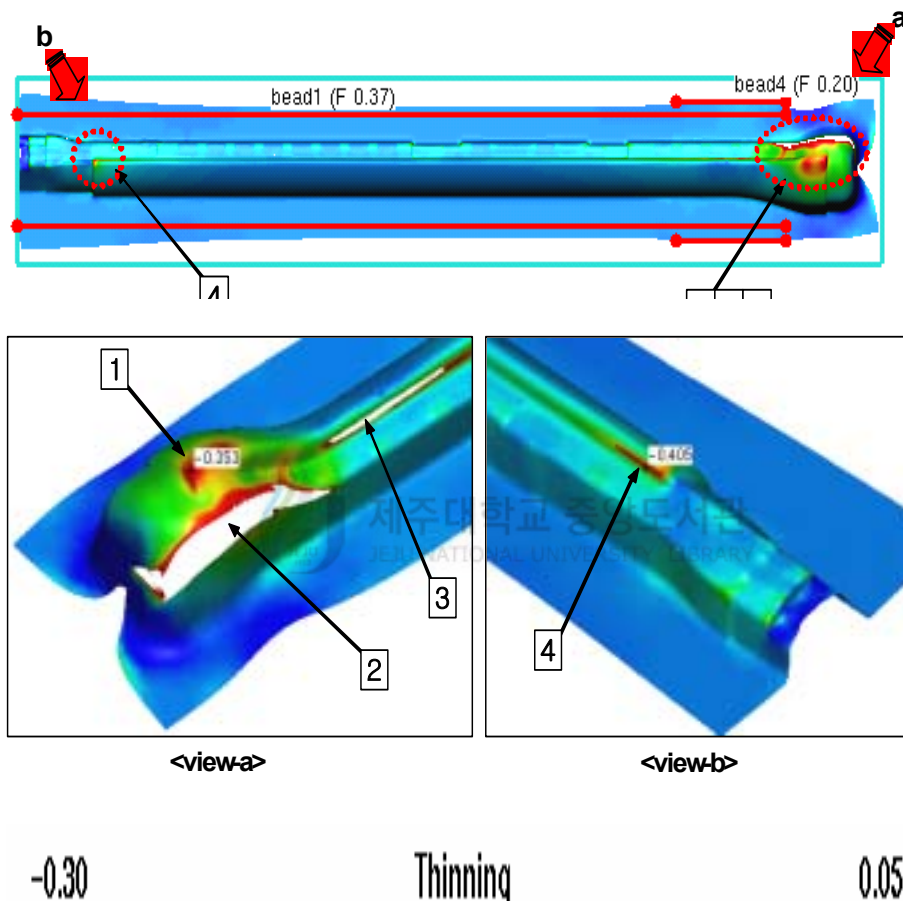 b
a
bead4 (F 0.20)
bead1 (F 0.37)
4
1
-0.353
3
2
-0.405
4
제주대학교 중앙도서관
JEJU NATIONAL UNIVERSITY LIBRARY
<view-a>
<view-b>
-0.30 Thinning 0.05